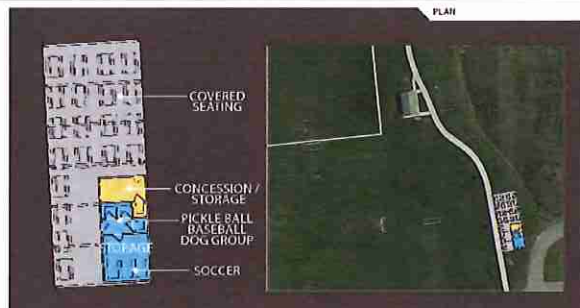 PLAN
COVERED
SEATING
CONCESSION /
STORAGE
PICKLE BALL
BASEBALL
DOG GROUP
STORAGE
SOCCER